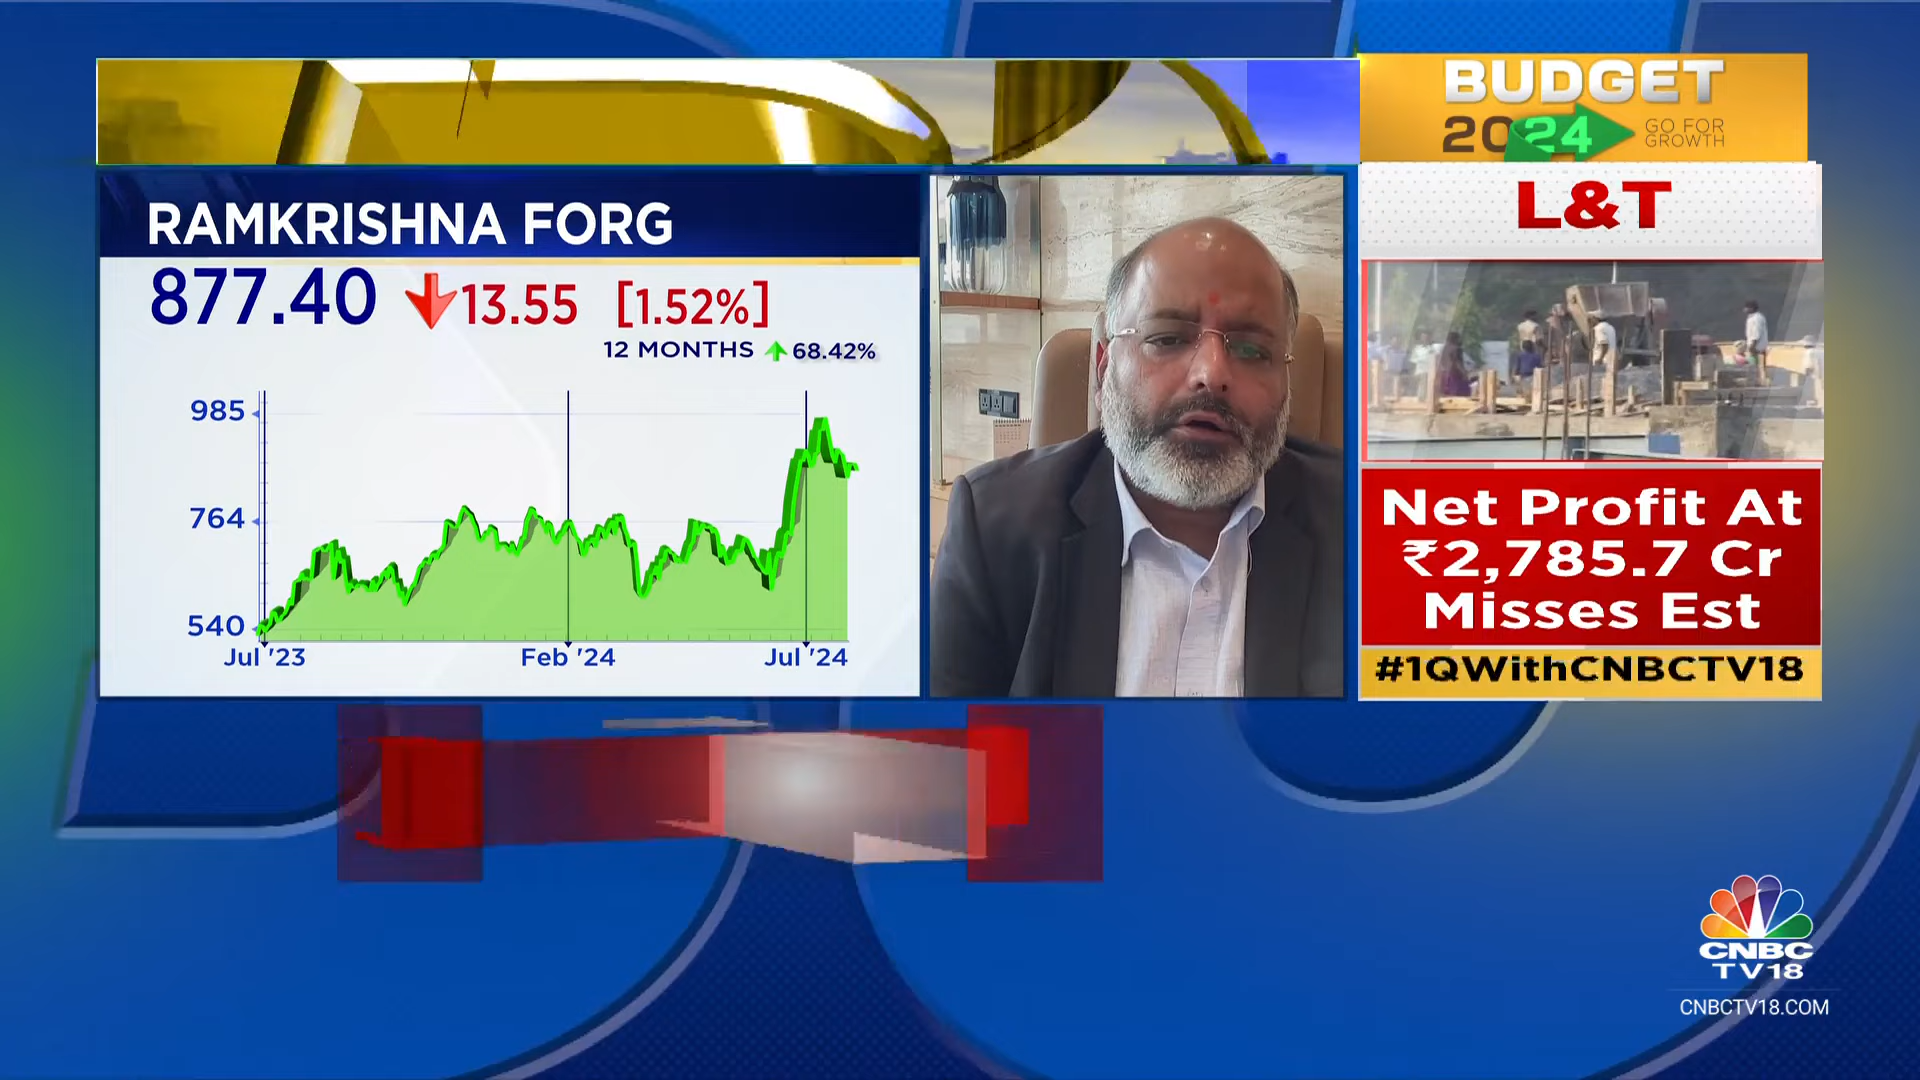 BUDGET
2024
GO FOR
GROWTH
RAMKRISHNA FORG
877.40 13.55 [1.52%]
12 MONTHS 68.42%
985
764
540
Jul '23 Feb '24 Jul '24
L&T
Net Profit At
₹2,785.7 Cr
Misses Est
#1QWithCNBCTV18
CNBC
TV18
CNBCTV18.COM